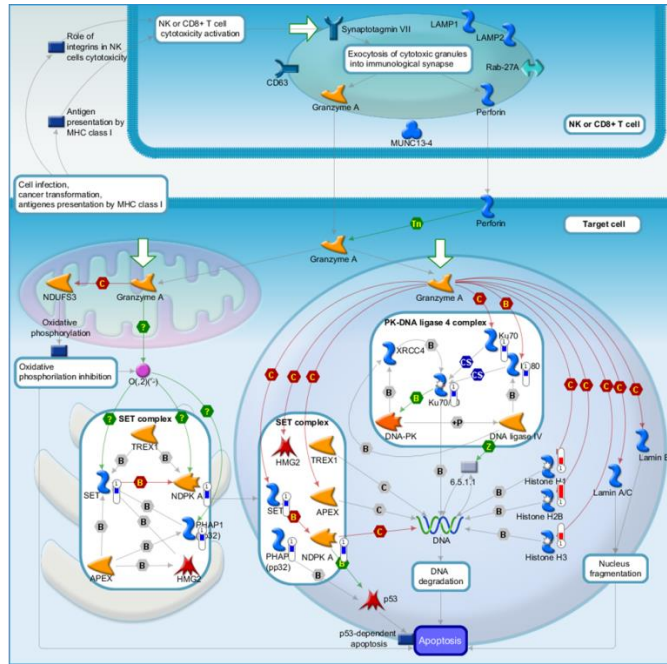 Role of
integrins in NK
cells cytotoxicity
NK or CD8+ T cell
cytotoxicity activation
Synaptotagmin VII
LAMP1
LAMP2
Exocytosis of cytotoxic granules
into immunological synapse
Rab-27A
CD63
Granzyme A
Perforin
Antigen
presentation by
MHC class I
MUNC13-4
NK or CD8+ T cell
Cell infection,
cancer transformation,
antigenes presentation by MHC class I
Tn
Perforin
Target cell
Granzyme A
NDUFS3
C
Granzyme A
Granzyme A
C
B
Oxidative
phosphorylation
?
PK-DNA ligase 4 complex
Ku70
XRCC4
B
CS
CS
Ku80
Oxidative
phosphorilation inhibition
O(,2)('-)
B
Ku70/80
B
C
C
C
C
C
C
C
C
DNA-PK
+P
DNA ligase IV
?
?
?
SET complex
B
TREX1
B
SET
B
NDPK A
B
B
PHAP1
(pp32)
B
APEX
B
HMG2
SET complex
HMG2
TREX1
SET
B
APEX
PHAP1
(pp32)
NDPK A
B
b
B
C
C
C
B
Z
6.5.1.1
B
B
B
B
DNA
Histone H1
Histone H2B
Histone H3
Lamin A/C
Lamin B
p53
DNA
degradation
Nucleus
fragmentation
p53-dependent
apoptosis
Apoptosis